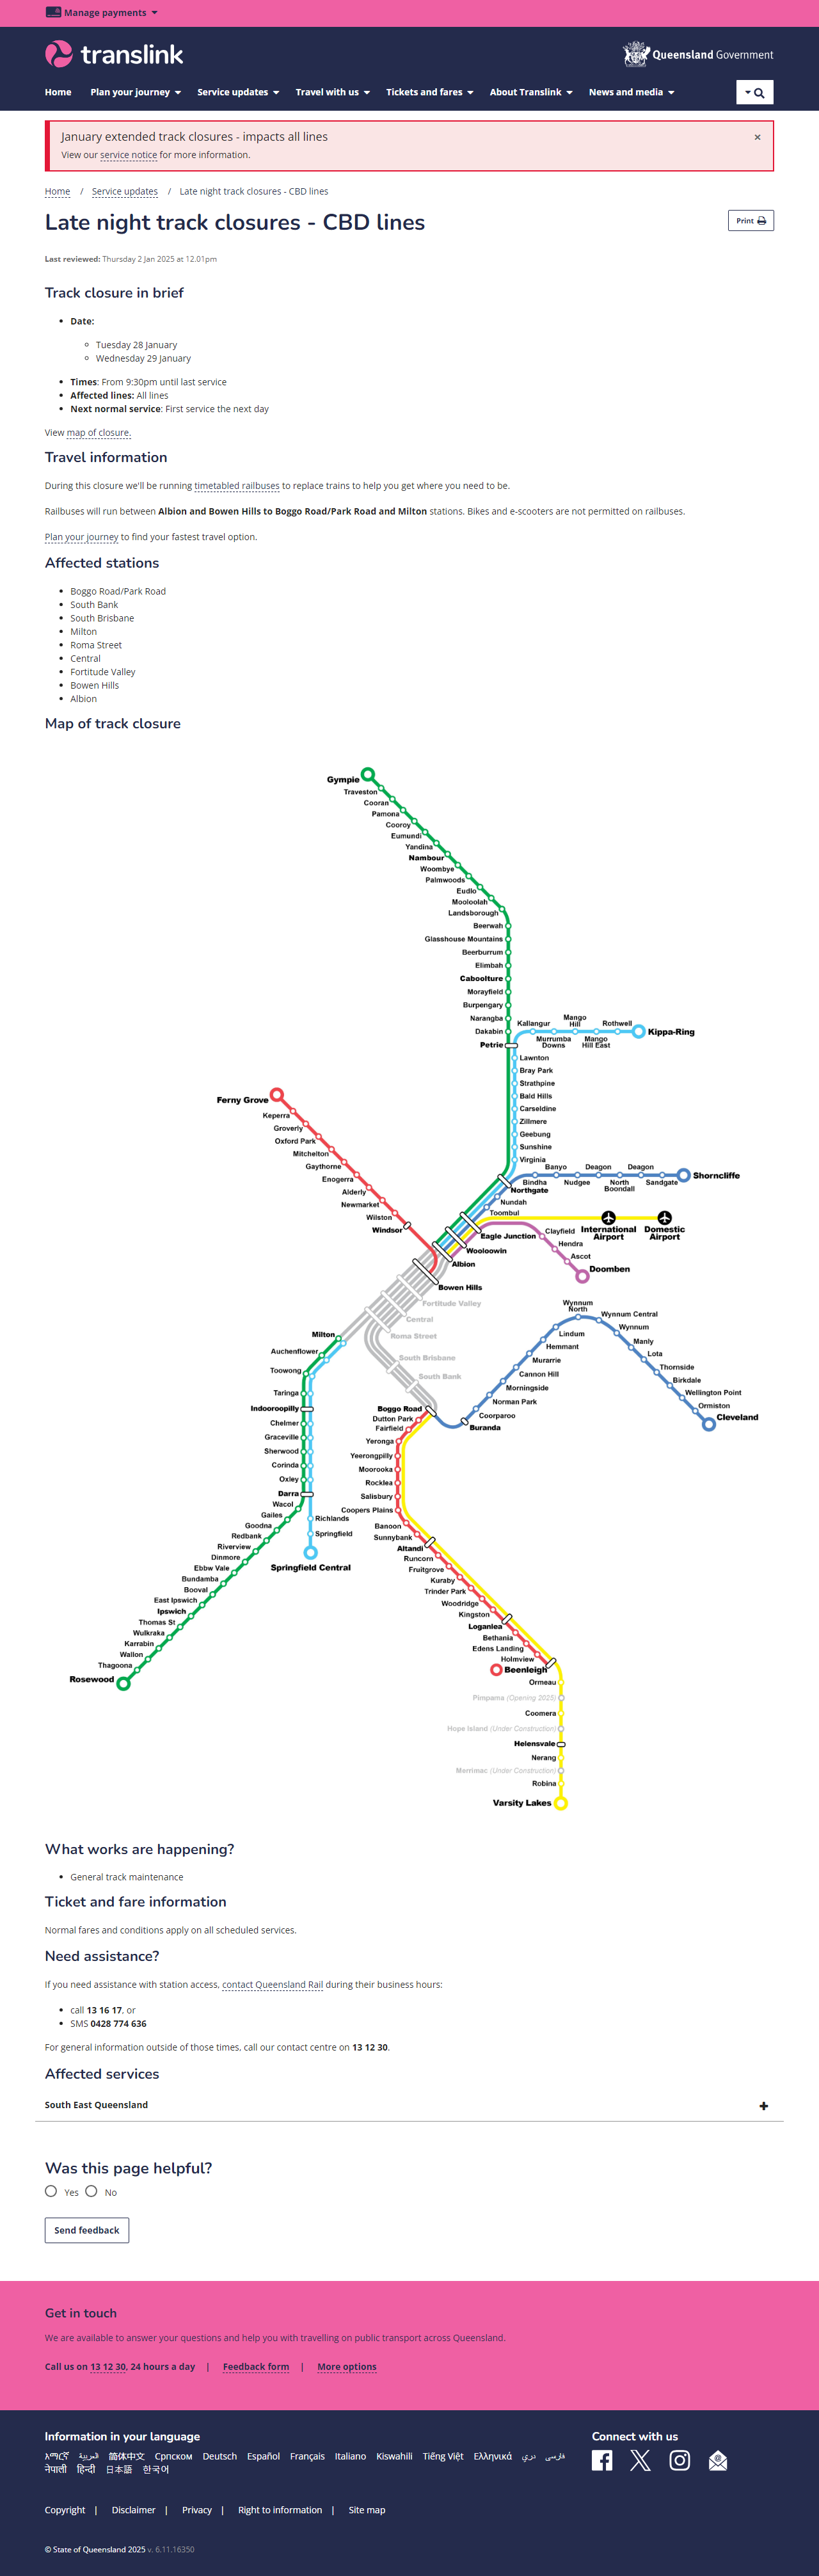 Manage payments
translink
Queensland Government
Home Plan your journey Service updates Travel with us Tickets and fares About Translink News and media
January extended track closures - impacts all lines ×
View our service notice for more information.
Home / Service updates / Late night track closures - CBD lines
Late night track closures - CBD lines
Print
Last reviewed: Thursday 2 Jan 2025 at 12.01pm
Track closure in brief
Date:
Tuesday 28 January
Wednesday 29 January
Times: From 9:30pm until last service
Affected lines: All lines
Next normal service: First service the next day
View map of closure.
Travel information
During this closure we'll be running timetabled railbuses to replace trains to help you get where you need to be.
Railbuses will run between Albion and Bowen Hills to Boggo Road/Park Road and Milton stations. Bikes and e-scooters are not permitted on railbuses.
Plan your journey to find your fastest travel option.
Affected stations
Boggo Road/Park Road
South Bank
South Brisbane
Milton
Roma Street
Central
Fortitude Valley
Bowen Hills
Albion
Map of track closure
Gympie
Traveston
Cooran
Pamona
Cooroy
Eumundi
Yandina
Nambour
Woombye
Palmwoods
Eudlo
Mooloolah
Landsborough
Beerwah
Glasshouse Mountains
Beerburrum
Elimbah
Caboolture
Morayfield
Burpengary
Narangba
Dakabin
Petrie
Kallangur
Murrumba
Downs
Mango
Hill
Mango
Hill East
Rothwell
Kippa-Ring
Lawnton
Bray Park
Strathpine
Bald Hills
Carseldine
Zillmere
Geebung
Sunshine
Virginia
Northgate
Bindha
Banyo
Nudgee
Deagon
North
Boondall
Deagon
Sandgate
Shorncliffe
Nundah
Toombul
Eagle Junction
Wooloowin
Albion
Bowen Hills
International
Airport
Domestic
Airport
Clayfield
Hendra
Ascot
Doomben
Ferny Grove
Keperra
Groverly
Oxford Park
Mitchelton
Gaythorne
Enogerra
Alderly
Newmarket
Wilston
Windsor
Fortitude Valley
Central
Roma Street
South Brisbane
South Bank
Milton
Auchenflower
Toowong
Taringa
Indooroopilly
Chelmer
Graceville
Sherwood
Corinda
Oxley
Darra
Wacol
Gailes
Goodna
Redbank
Riverview
Dinmore
Ebbw Vale
Bundamba
Booval
East Ipswich
Ipswich
Thomas St
Wulkraka
Karrabin
Wallon
Thagoona
Rosewood
Richlands
Springfield
Springfield Central
Boggo Road
Dutton Park
Fairfield
Yeronga
Yeerongpilly
Moorooka
Rocklea
Salisbury
Coopers Plains
Banoon
Sunnybank
Altandi
Runcorn
Fruitgrove
Kuraby
Trinder Park
Woodridge
Kingston
Loganlea
Bethania
Edens Landing
Holmview
Beenleigh
Ormeau
Pimpama (Opening 2025)
Coomera
Hope Island (Under Construction)
Helensvale
Nerang
Merrimac (Under Construction)
Robina
Varsity Lakes
Buranda
Coorparoo
Norman Park
Morningside
Cannon Hill
Murarrie
Hemmant
Lindum
Wynnum
North
Wynnum Central
Wynnum
Manly
Lota
Thornside
Birkdale
Wellington Point
Ormiston
Cleveland
What works are happening?
General track maintenance
Ticket and fare information
Normal fares and conditions apply on all scheduled services.
Need assistance?
If you need assistance with station access, contact Queensland Rail during their business hours:
call 13 16 17, or
SMS 0428 774 636
For general information outside of those times, call our contact centre on 13 12 30.
Affected services
South East Queensland
Was this page helpful?
Yes No
Send feedback
Get in touch
We are available to answer your questions and help you with travelling on public transport across Queensland.
Call us on 13 12 30, 24 hours a day | Feedback form | More options
Information in your language
Connect with us
አማርኛ العربية 简体中文 Српском Deutsch Español Français Italiano Kiswahili Tiếng Việt Ελληνικά دري فارسی
नेपाली हिन्दी 日本語 한국어
Copyright | Disclaimer | Privacy | Right to information | Site map
© State of Queensland 2025 v. 6.11.16350